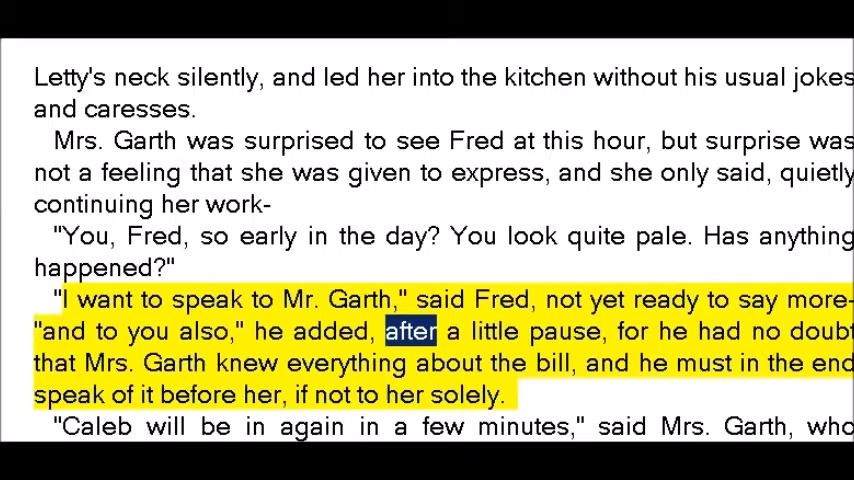 Letty's neck silently, and led her into the kitchen without his usual jokes
and caresses.
Mrs. Garth was surprised to see Fred at this hour, but surprise was
not a feeling that she was given to express, and she only said, quietly
continuing her work-
"You, Fred, so early in the day? You look quite pale. Has anything
happened?"
"I want to speak to Mr. Garth," said Fred, not yet ready to say more-
"and to you also," he added, after a little pause, for he had no doubt
that Mrs. Garth knew everything about the bill, and he must in the end
speak of it before her, if not to her solely.
"Caleb will be in again in a few minutes," said Mrs. Garth, who